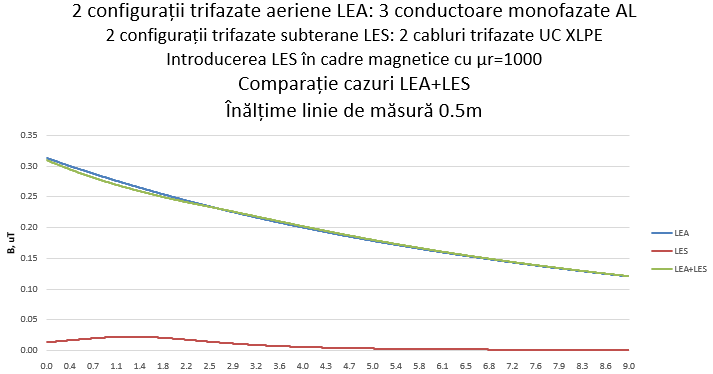 2 configurații trifazate aeriene LEA: 3 conductoare monofazate AL
2 configurații trifazate subterane LES: 2 cabluri trifazate UC XLPE
Introducerea LES în cadre magnetice cu µr=1000
Comparație cazuri LEA+LES
Înălțime linie de măsură 0.5m
0.35
0.30
0.25
0.20
0.15
0.10
0.05
0.00
B, uT
0.0 0.4 0.7 1.1 1.4 1.8 2.2 2.5 2.9 3.2 3.6 4.0 4.3 4.7 5.0 5.4 5.8 6.1 6.5 6.8 7.2 7.6 7.9 8.3 8.6 9.0
LEA
LES
LEA+LES